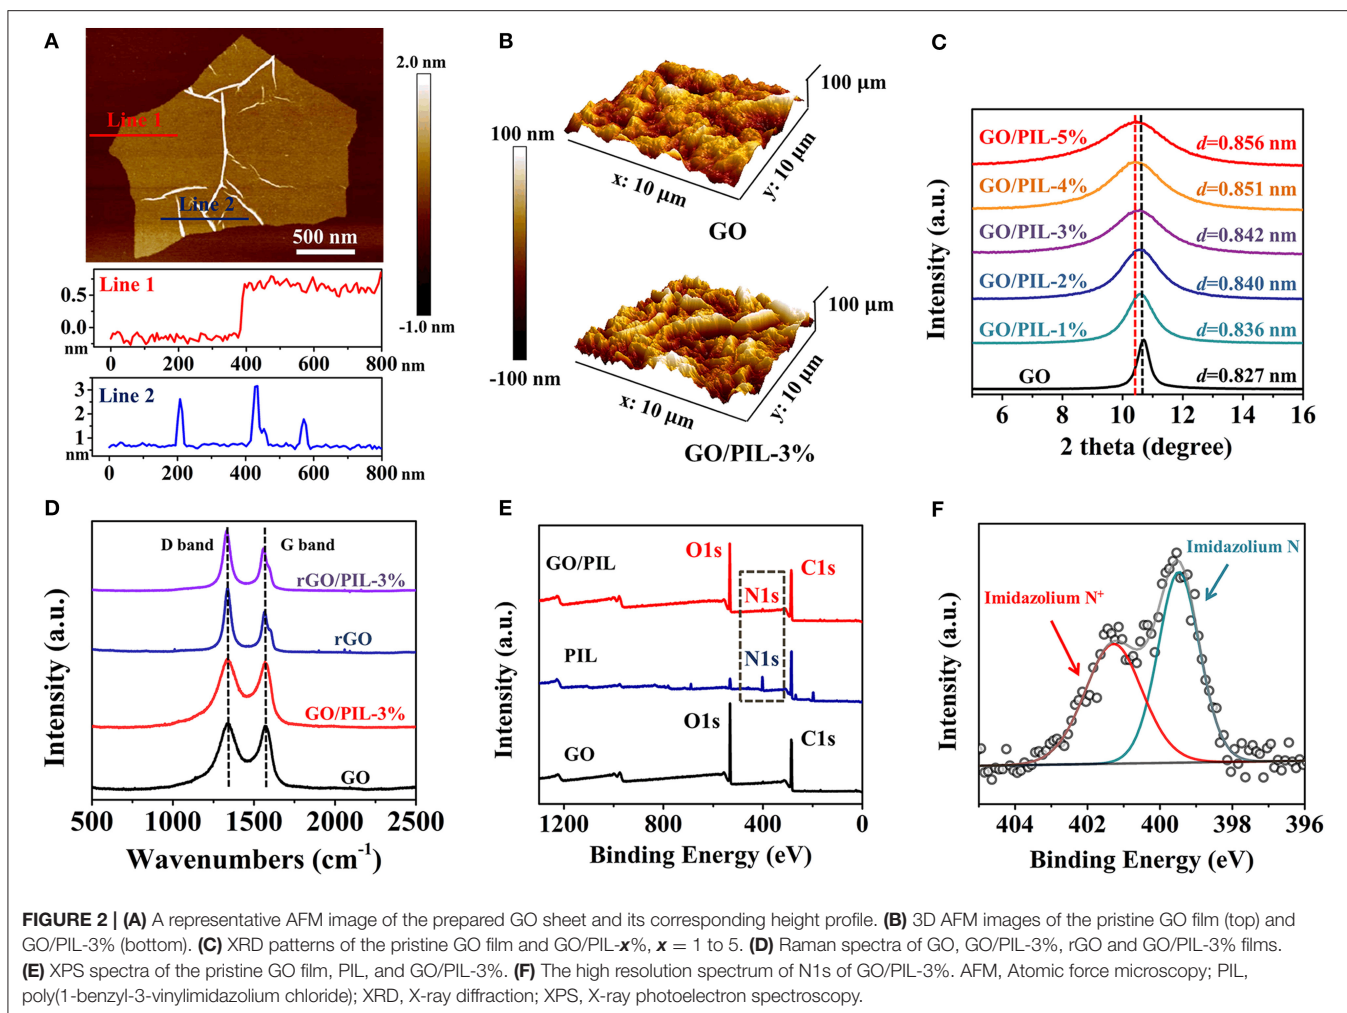 A
Line 1
Line 2
500 nm
2.0 nm
-1.0 nm
Line 1
0.5
0.0
nm
0 200 400 600 800 nm
Line 2
3
2
1
nm
0 200 400 600 800 nm
B
100 nm
-100 nm
100 μm
x: 10 μm
y: 10 μm
GO
100 μm
x: 10 μm
y: 10 μm
GO/PIL-3%
C
Intensity (a.u.)
GO/PIL-5% d=0.856 nm
GO/PIL-4% d=0.851 nm
GO/PIL-3% d=0.842 nm
GO/PIL-2% d=0.840 nm
GO/PIL-1% d=0.836 nm
GO d=0.827 nm
6 8 10 12 14 16
2 theta (degree)
D
Intensity (a.u.)
D band G band
rGO/PIL-3%
rGO
GO/PIL-3%
GO
500 1000 1500 2000 2500
Wavenumbers (cm-1)
E
Intensity (a.u.)
GO/PIL O1s N1s C1s
PIL N1s
GO O1s C1s
1200 800 400 0
Binding Energy (eV)
F
Intensity (a.u.)
Imidazolium N
Imidazolium N+
404 402 400 398 396
Binding Energy (eV)
FIGURE 2 | (A) A representative AFM image of the prepared GO sheet and its corresponding height profile. (B) 3D AFM images of the pristine GO film (top) and
GO/PIL-3% (bottom). (C) XRD patterns of the pristine GO film and GO/PIL-x%, x = 1 to 5. (D) Raman spectra of GO, GO/PIL-3%, rGO and GO/PIL-3% films.
(E) XPS spectra of the pristine GO film, PIL, and GO/PIL-3%. (F) The high resolution spectrum of N1s of GO/PIL-3%. AFM, Atomic force microscopy; PIL,
poly(1-benzyl-3-vinylimidazolium chloride); XRD, X-ray diffraction; XPS, X-ray photoelectron spectroscopy.